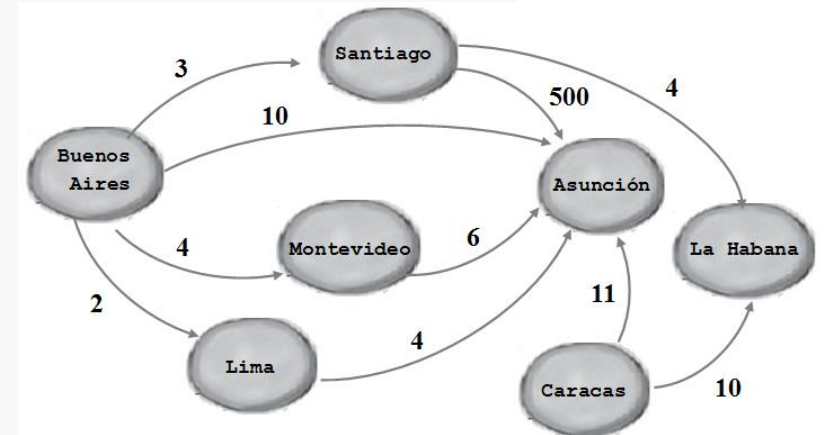 Santiago
3
500
4
10
Buenos
Aires
Asunción
4
Montevideo
6
La Habana
2
11
4
Lima
Caracas
10